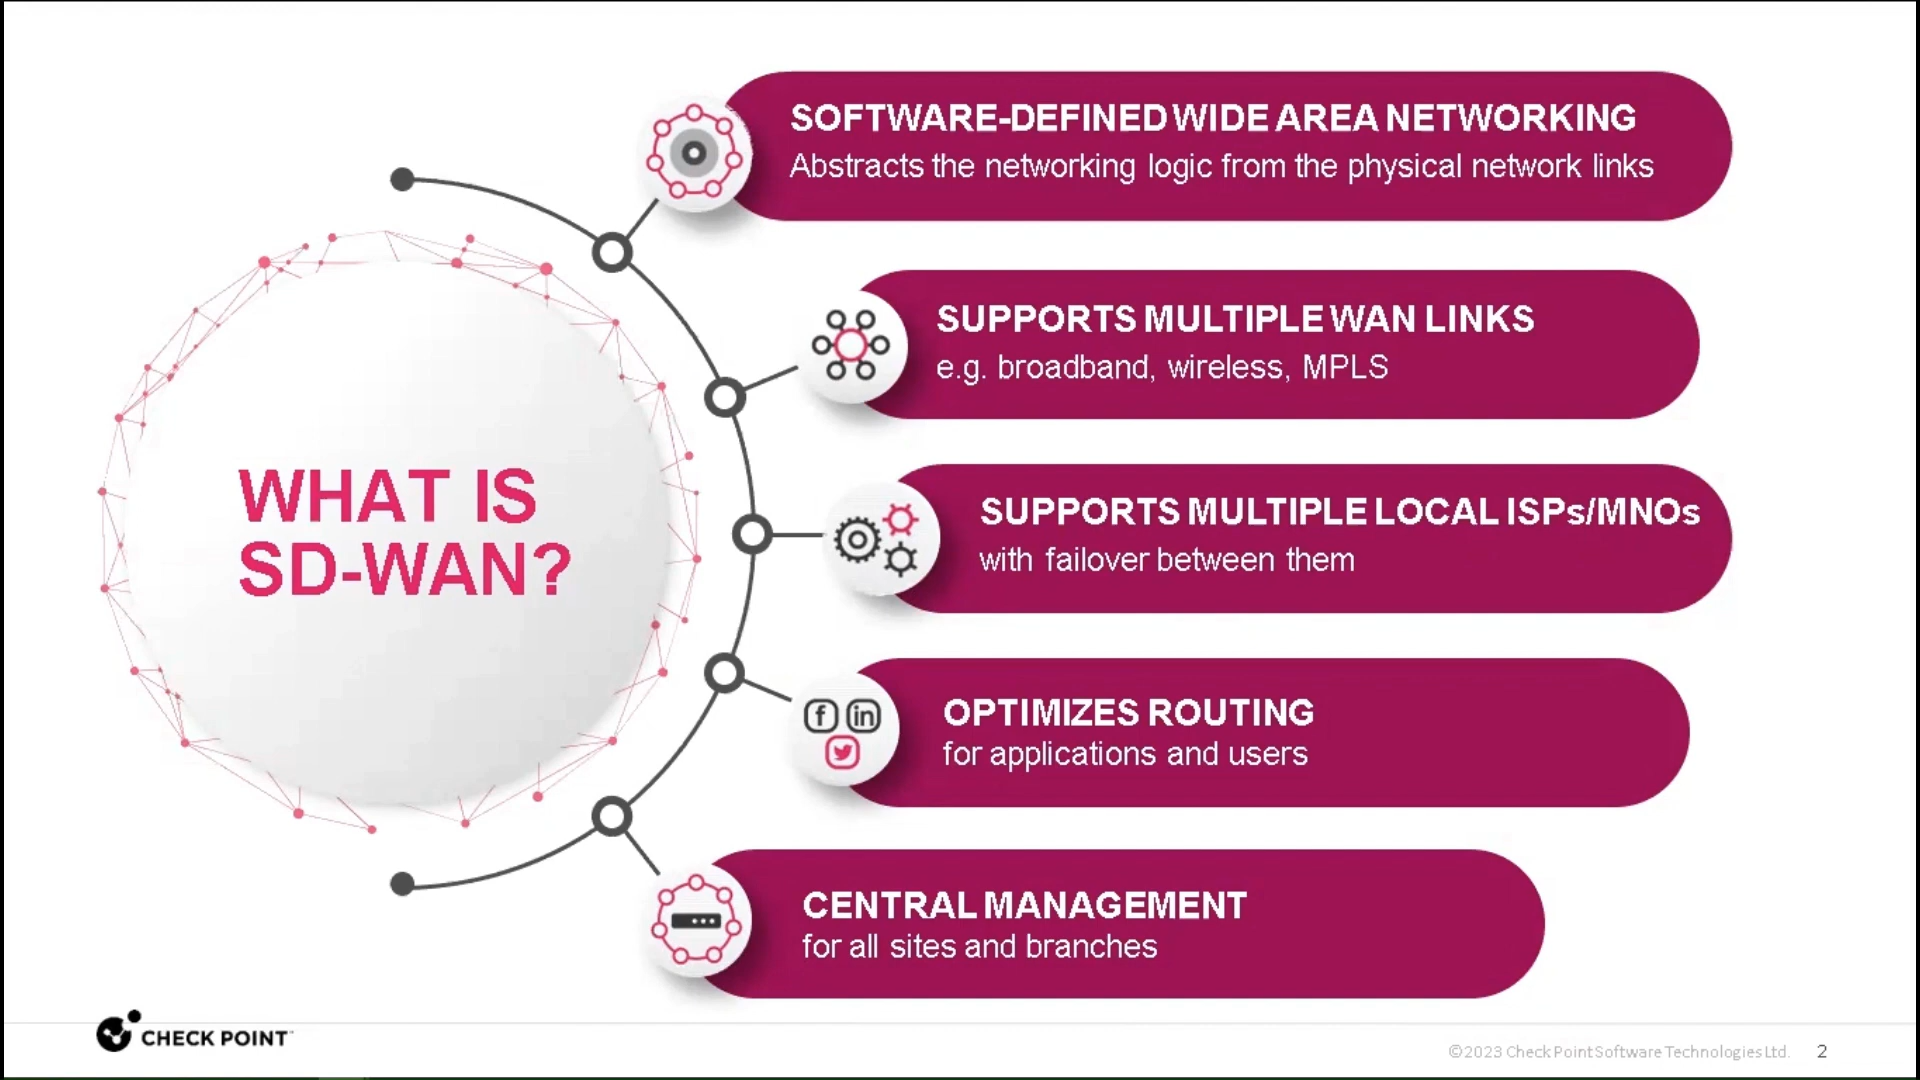 WHAT IS
SD-WAN?
SOFTWARE-DEFINED WIDE AREA NETWORKING
Abstracts the networking logic from the physical network links
SUPPORTS MULTIPLE WAN LINKS
e.g. broadband, wireless, MPLS
SUPPORTS MULTIPLE LOCAL ISPs/MNOs
with failover between them
f in
OPTIMIZES ROUTING
for applications and users
CENTRAL MANAGEMENT
for all sites and branches
CHECK POINT™
©2023 Check Point Software Technologies Ltd. 2